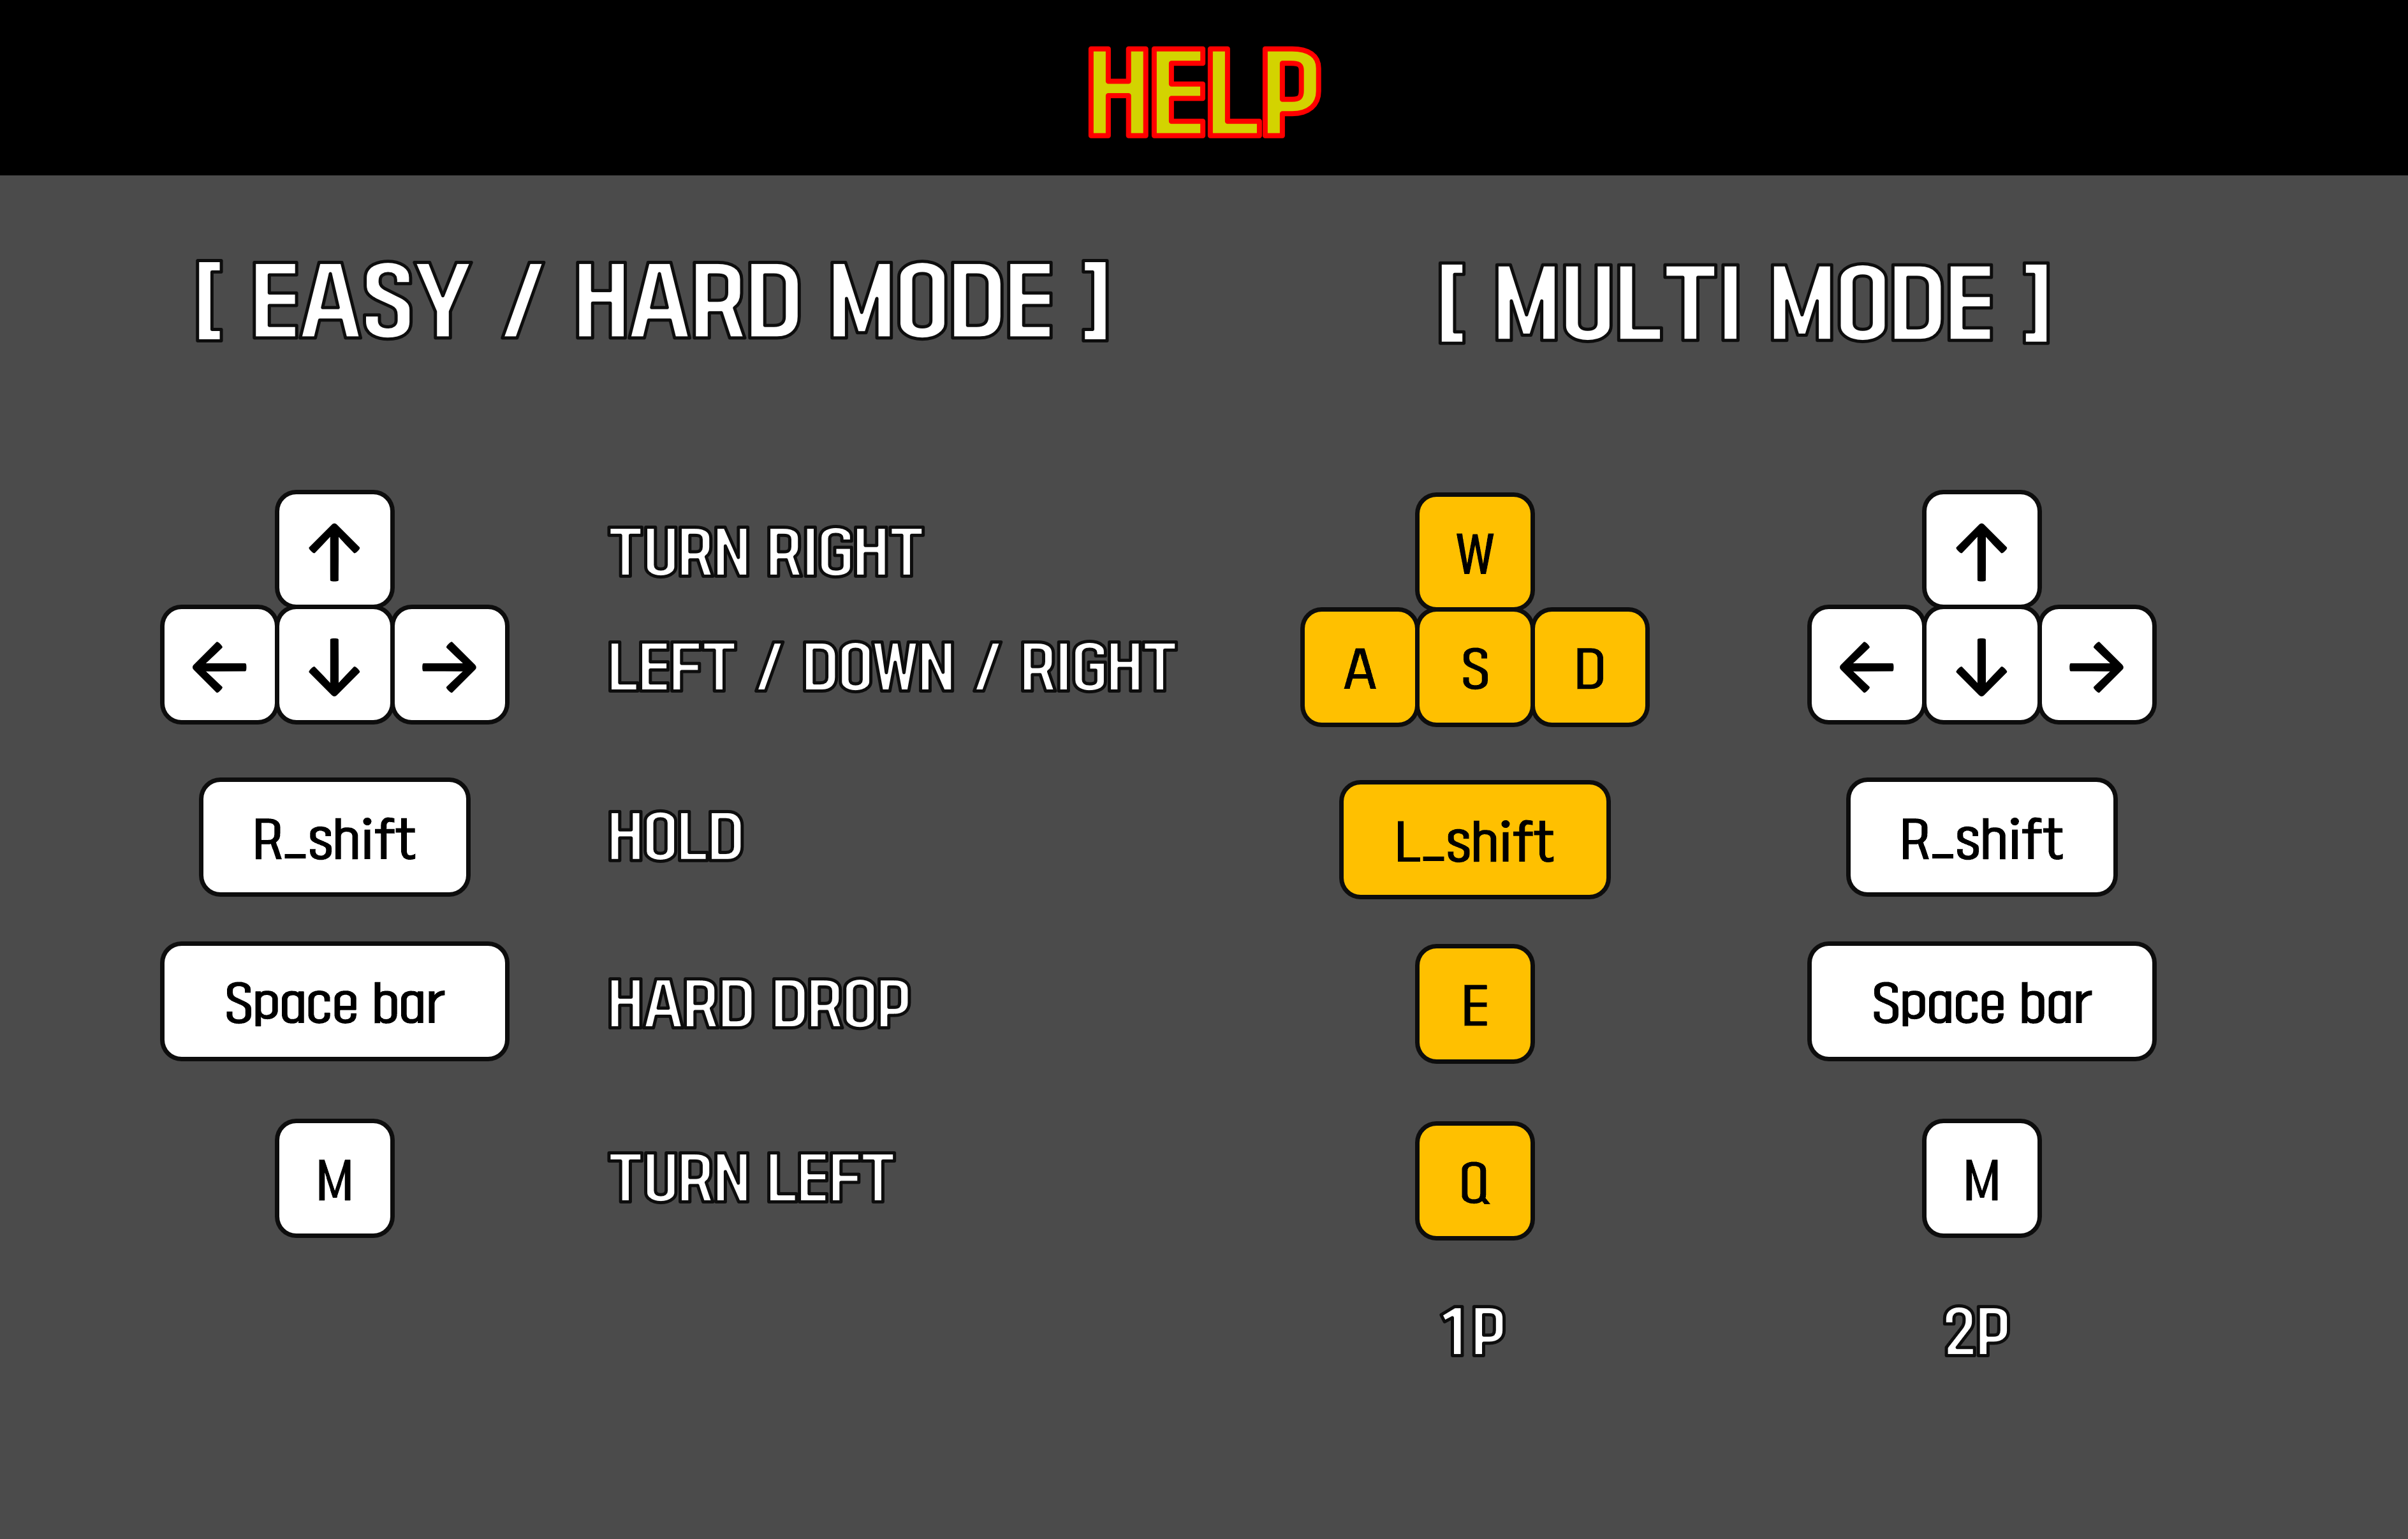 HELP
[ EASY / HARD MODE ]
[ MULTI MODE ]
↑
TURN RIGHT
W
↑
← ↓ →
LEFT / DOWN / RIGHT
A S D
← ↓ →
R_shift
HOLD
L_shift
R_shift
Space bar
HARD DROP
E
Space bar
M
TURN LEFT
Q
M
1P
2P